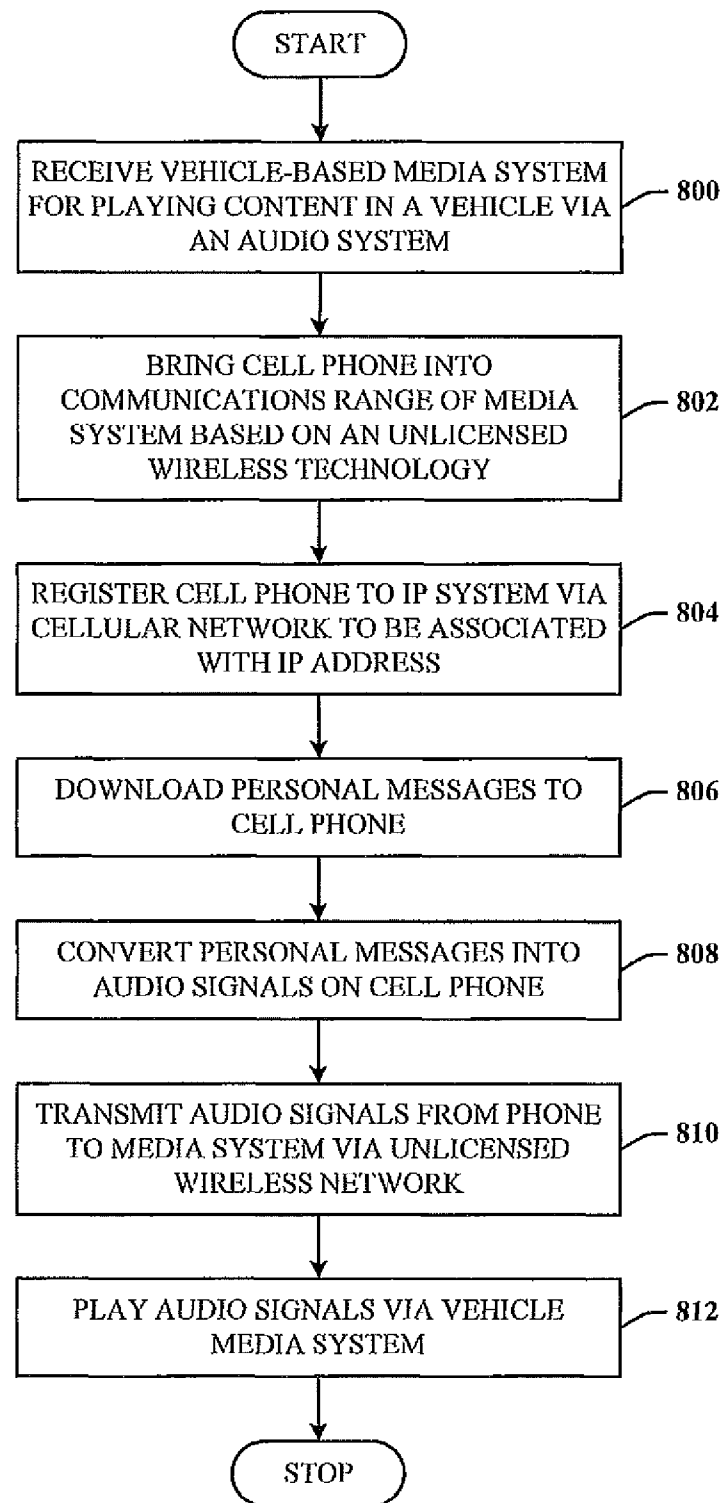 START
RECEIVE VEHICLE-BASED MEDIA SYSTEM
FOR PLAYING CONTENT IN A VEHICLE VIA
AN AUDIO SYSTEM
800
BRING CELL PHONE INTO
COMMUNICATIONS RANGE OF MEDIA
SYSTEM BASED ON AN UNLICENSED
WIRELESS TECHNOLOGY
802
REGISTER CELL PHONE TO IP SYSTEM VIA
CELLULAR NETWORK TO BE ASSOCIATED
WITH IP ADDRESS
804
DOWNLOAD PERSONAL MESSAGES TO
CELL PHONE
806
CONVERT PERSONAL MESSAGES INTO
AUDIO SIGNALS ON CELL PHONE
808
TRANSMIT AUDIO SIGNALS FROM PHONE
TO MEDIA SYSTEM VIA UNLICENSED
WIRELESS NETWORK
810
PLAY AUDIO SIGNALS VIA VEHICLE
MEDIA SYSTEM
812
STOP